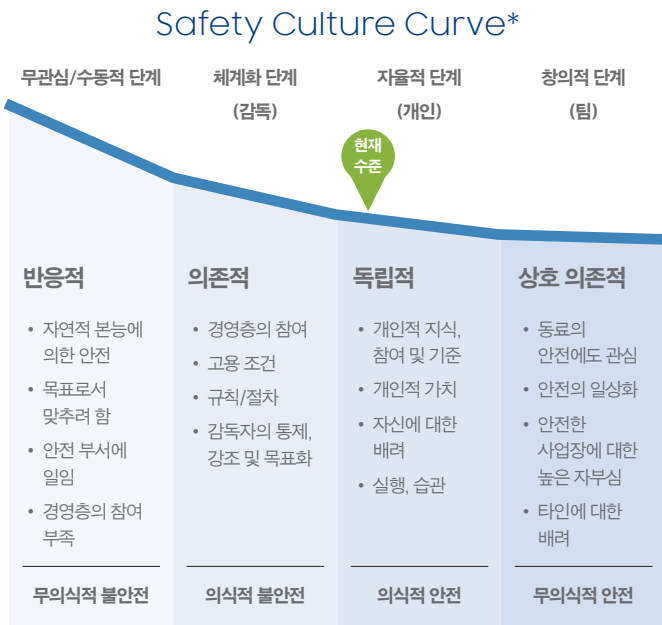 Safety Culture Curve*
무관심/수동적 단계
체계화 단계
(감독)
자율적 단계
(개인)
창의적 단계
(팀)
현재
수준
반응적
• 자연적 본능에
의한 안전
• 목표로서
맞추려 함
• 안전 부서에
일임
• 경영층의 참여
부족
무의식적 불안전
의존적
• 경영층의 참여
• 고용 조건
• 규칙/절차
• 감독자의 통제,
강조 및 목표화
의식적 불안전
독립적
• 개인적 지식,
참여 및 기준
• 개인적 가치
• 자신에 대한
배려
• 실행, 습관
의식적 안전
상호 의존적
• 동료의
안전에도 관심
• 안전의 일상화
• 안전한
사업장에 대한
높은 자부심
• 타인에 대한
배려
무의식적 안전